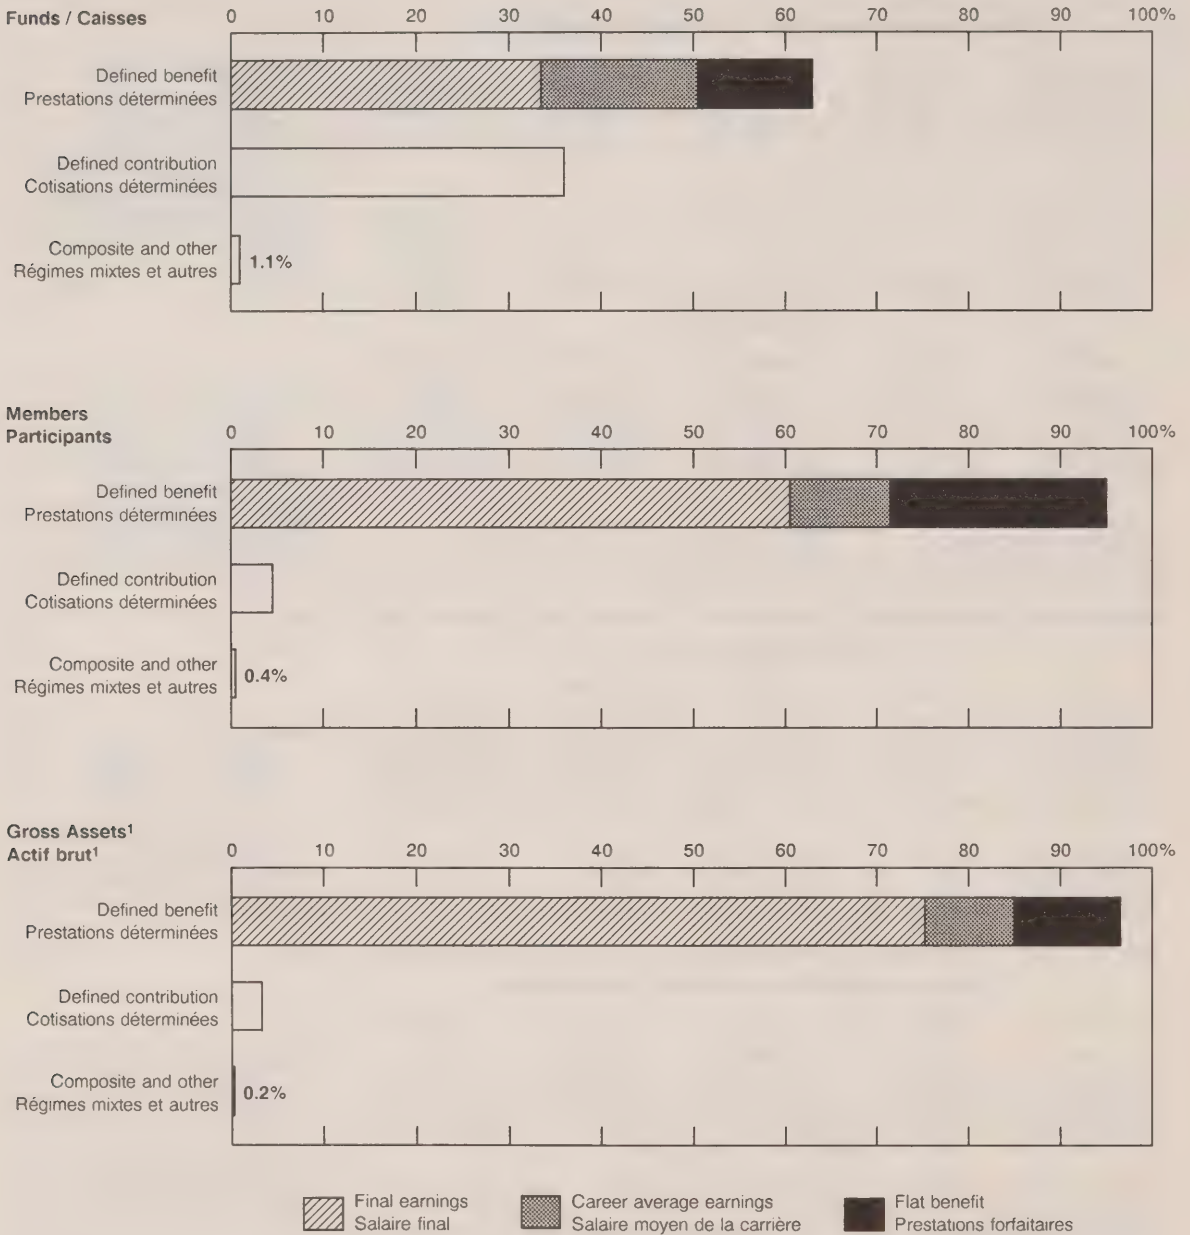 Funds / Caisses
0 10 20 30 40 50 60 70 80 90 100%
Defined benefit
Prestations déterminées
Defined contribution
Cotisations déterminées
Composite and other
Régimes mixtes et autres
1.1%
Members
Participants
0 10 20 30 40 50 60 70 80 90 100%
Defined benefit
Prestations déterminées
Defined contribution
Cotisations déterminées
Composite and other
Régimes mixtes et autres
0.4%
Gross Assets¹
Actif brut¹
0 10 20 30 40 50 60 70 80 90 100%
Defined benefit
Prestations déterminées
Defined contribution
Cotisations déterminées
Composite and other
Régimes mixtes et autres
0.2%
Final earnings
Salaire final
Career average earnings
Salaire moyen de la carrière
Flat benefit
Prestations forfaitaires